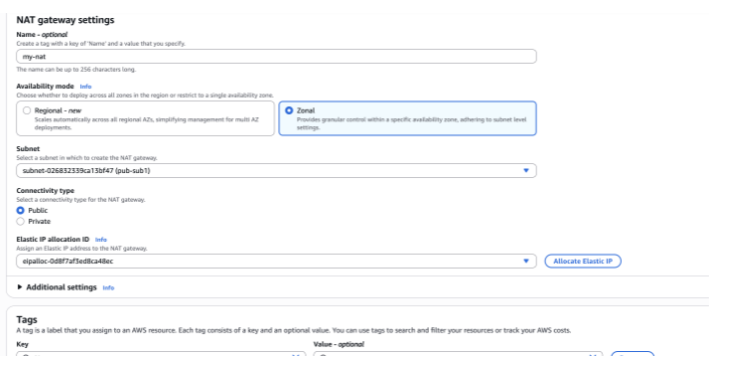 NAT gateway settings
Name - optional
Create a tag with a key of 'Name' and a value that you specify.
my-nat
The name can be up to 256 characters long.
Availability mode Info
Choose whether to deploy across all zones in the region or restrict to a single availability zone.
Regional - new
Scales automatically across all regional AZs, simplifying management for multi AZ
deployments.
Zonal
Provides granular control within a specific availability zone, adhering to subnet level
settings.
Subnet
Select a subnet in which to create the NAT gateway.
subnet-026832339ca13bf47 (pub-sub1)
Connectivity type
Select a connectivity type for the NAT gateway.
Public
Private
Elastic IP allocation ID Info
Assign an Elastic IP address to the NAT gateway.
eipalloc-0d8f7af3ed8ca48ec
Allocate Elastic IP
Additional settings Info
Tags
A tag is a label that you assign to an AWS resource. Each tag consists of a key and an optional value. You can use tags to search and filter your resources or track your AWS costs.
Key
Value - optional